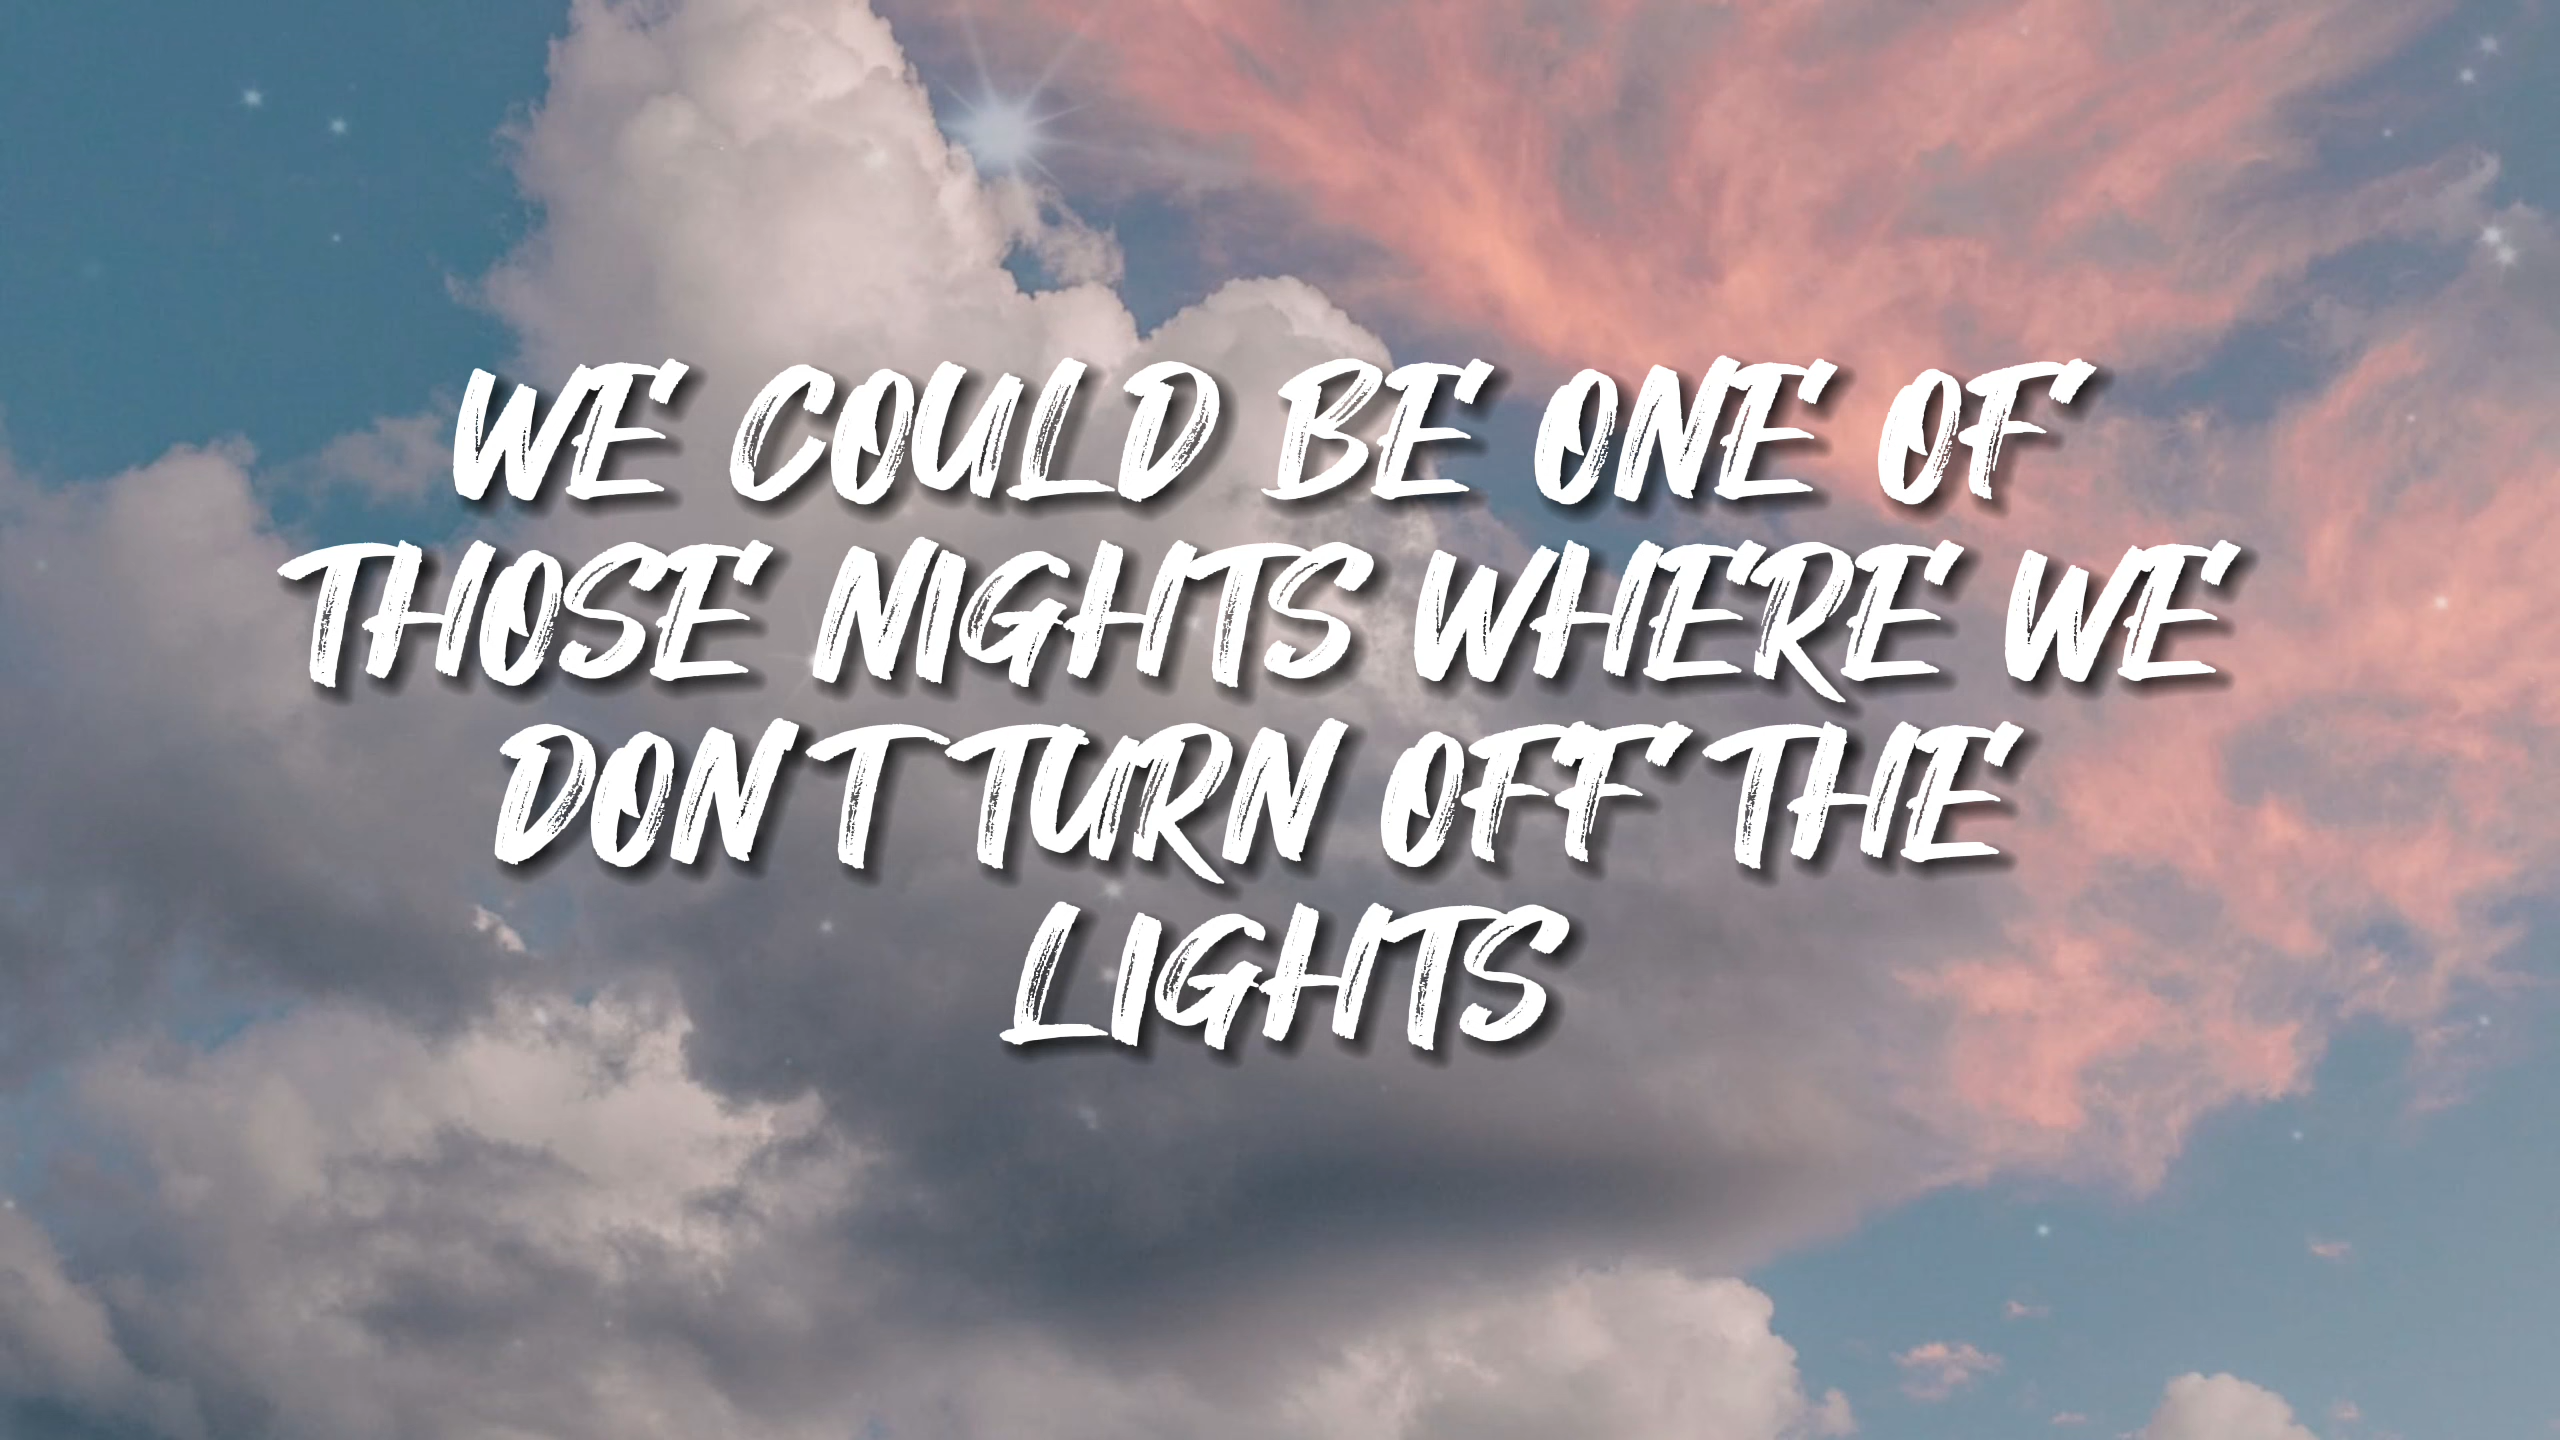 WE COULD BE ONE OF
THOSE NIGHTS WHERE WE
DON'T TURN OFF THE
LIGHTS